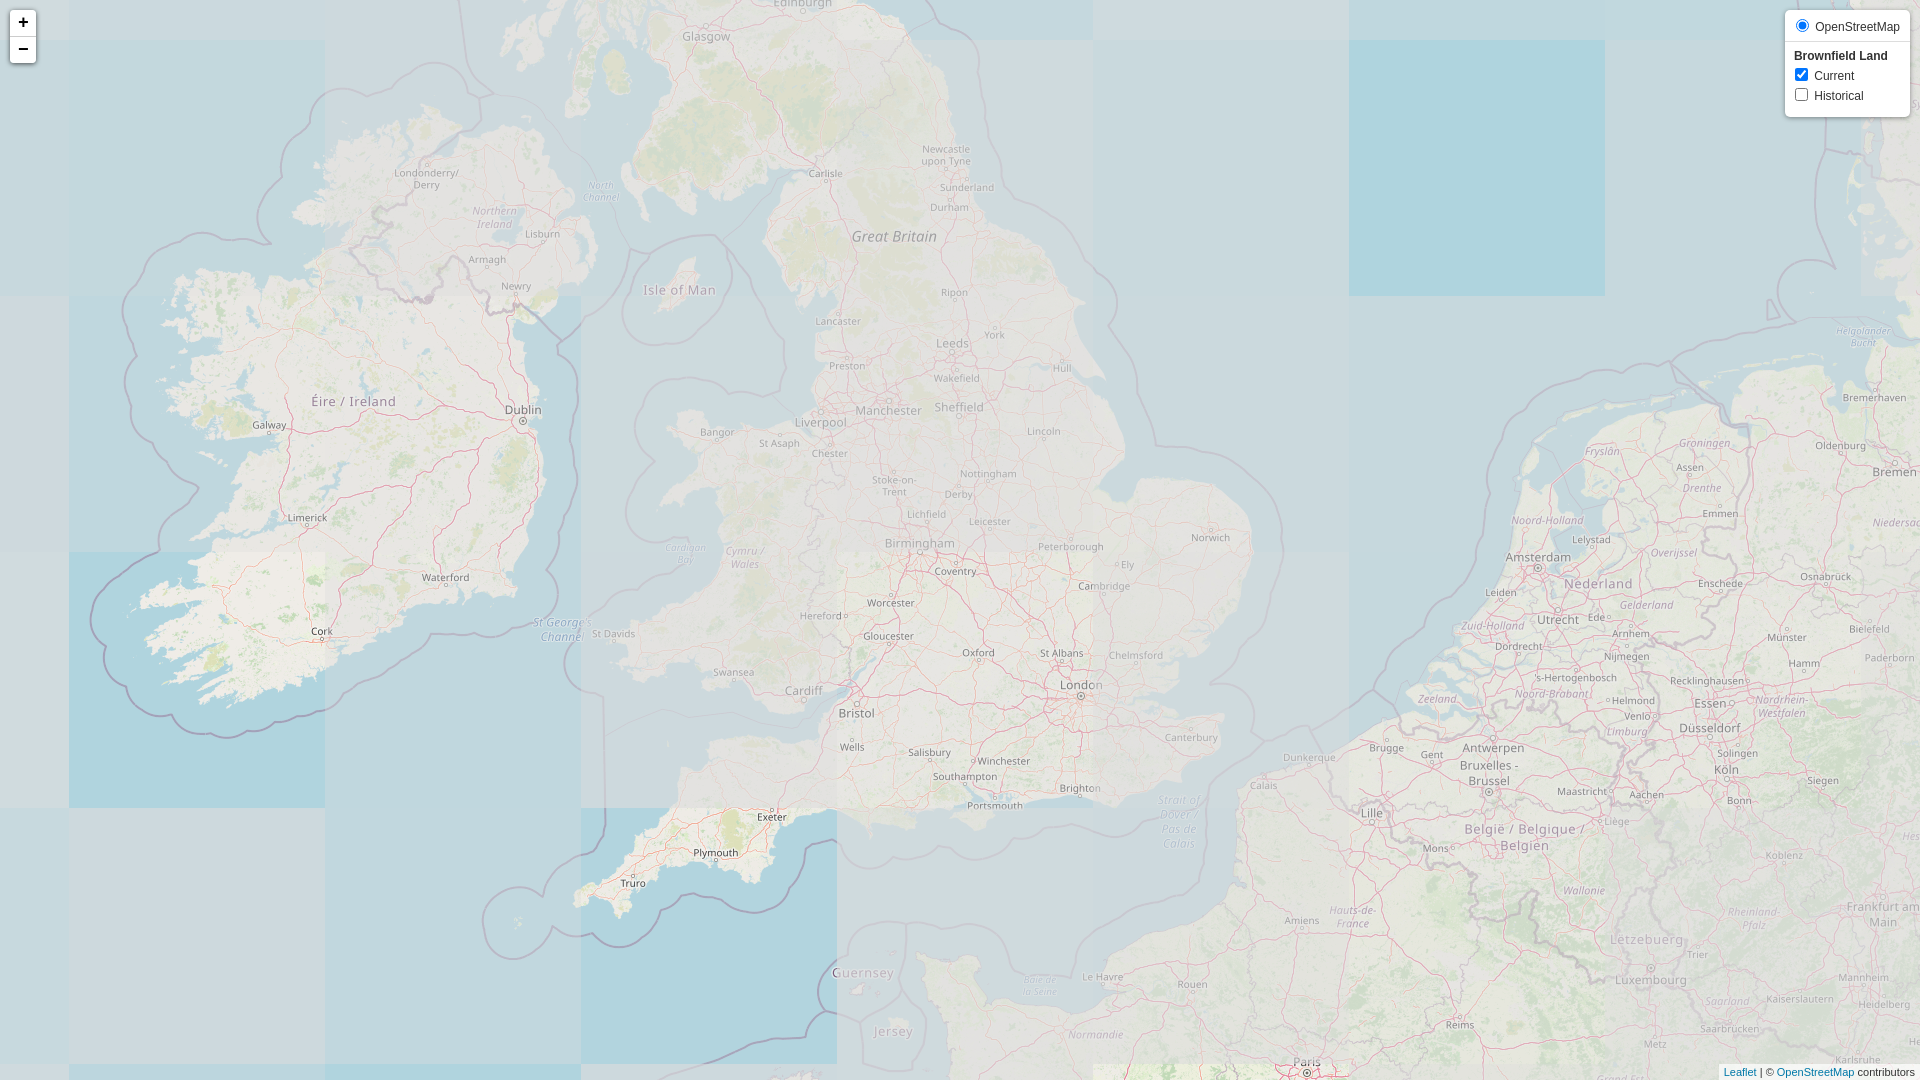 +
−
OpenStreetMap
Brownfield Land
Current
Historical
Edinburgh
Glasgow
Newcastle
upon Tyne
Londonderry/
Derry
Carlisle
North
Channel
Sunderland
Durham
Northern
Ireland
Lisburn
Great Britain
Armagh
Newry
Isle of Man
Ripon
Lancaster
Helgoländer
Bucht
York
Leeds
Preston
Hull
Wakefield
Éire / Ireland
Dublin
Manchester
Sheffield
Bremerhaven
Galway
Liverpool
Bangor
Lincoln
St Asaph
Chester
Groningen
Oldenburg
Fryslân
Assen
Bremen
Nottingham
Stoke-on-
Trent
Drenthe
Derby
Limerick
Lichfield
Leicester
Emmen
Noord-Holland
Niedersac
Norwich
Birmingham
Peterborough
Lelystad
Cardigan
Bay
Cymru /
Wales
Overijssel
Amsterdam
Ely
Coventry
Waterford
Cambridge
Nederland
Enschede
Osnabrück
Leiden
Worcester
Gelderland
Hereford
Utrecht
Ede
St George's
Channel
Cork
St Davids
Gloucester
Zuid-Holland
Arnhem
Bielefeld
Münster
Oxford
St Albans
Chelmsford
Dordrecht
Nijmegen
Paderborn
Hamm
Swansea
's-Hertogenbosch
Recklinghausen
London
Cardiff
Noord-Brabant
Zeeland
Helmond
Essen
Nordrhein-
Westfalen
Bristol
Venlo
Düsseldorf
Limburg
Canterbury
Wells
Brugge
Antwerpen
Salisbury
Gent
Solingen
Dunkerque
Winchester
Bruxelles -
Brussel
Köln
Southampton
Siegen
Calais
Brighton
Maastricht
Aachen
Bonn
Portsmouth
Strait of
Dover /
Pas de
Calais
Exeter
Lille
Liège
België / Belgique /
Belgien
Mons
Plymouth
Koblenz
Truro
Wallonie
Hauts-de-
France
Frankfurt am
Main
Rheinland-
Pfalz
Amiens
Lëtzebuerg
Trier
Guernsey
Le Havre
Baie de
la Seine
Rouen
Luxembourg
Mannheim
Kaiserslautern
Saarland
Heidelberg
Reims
Saarbrücken
Jersey
Normandie
Metz
Paris
Karlsruhe
Grand Est
Leaflet | © OpenStreetMap contributors